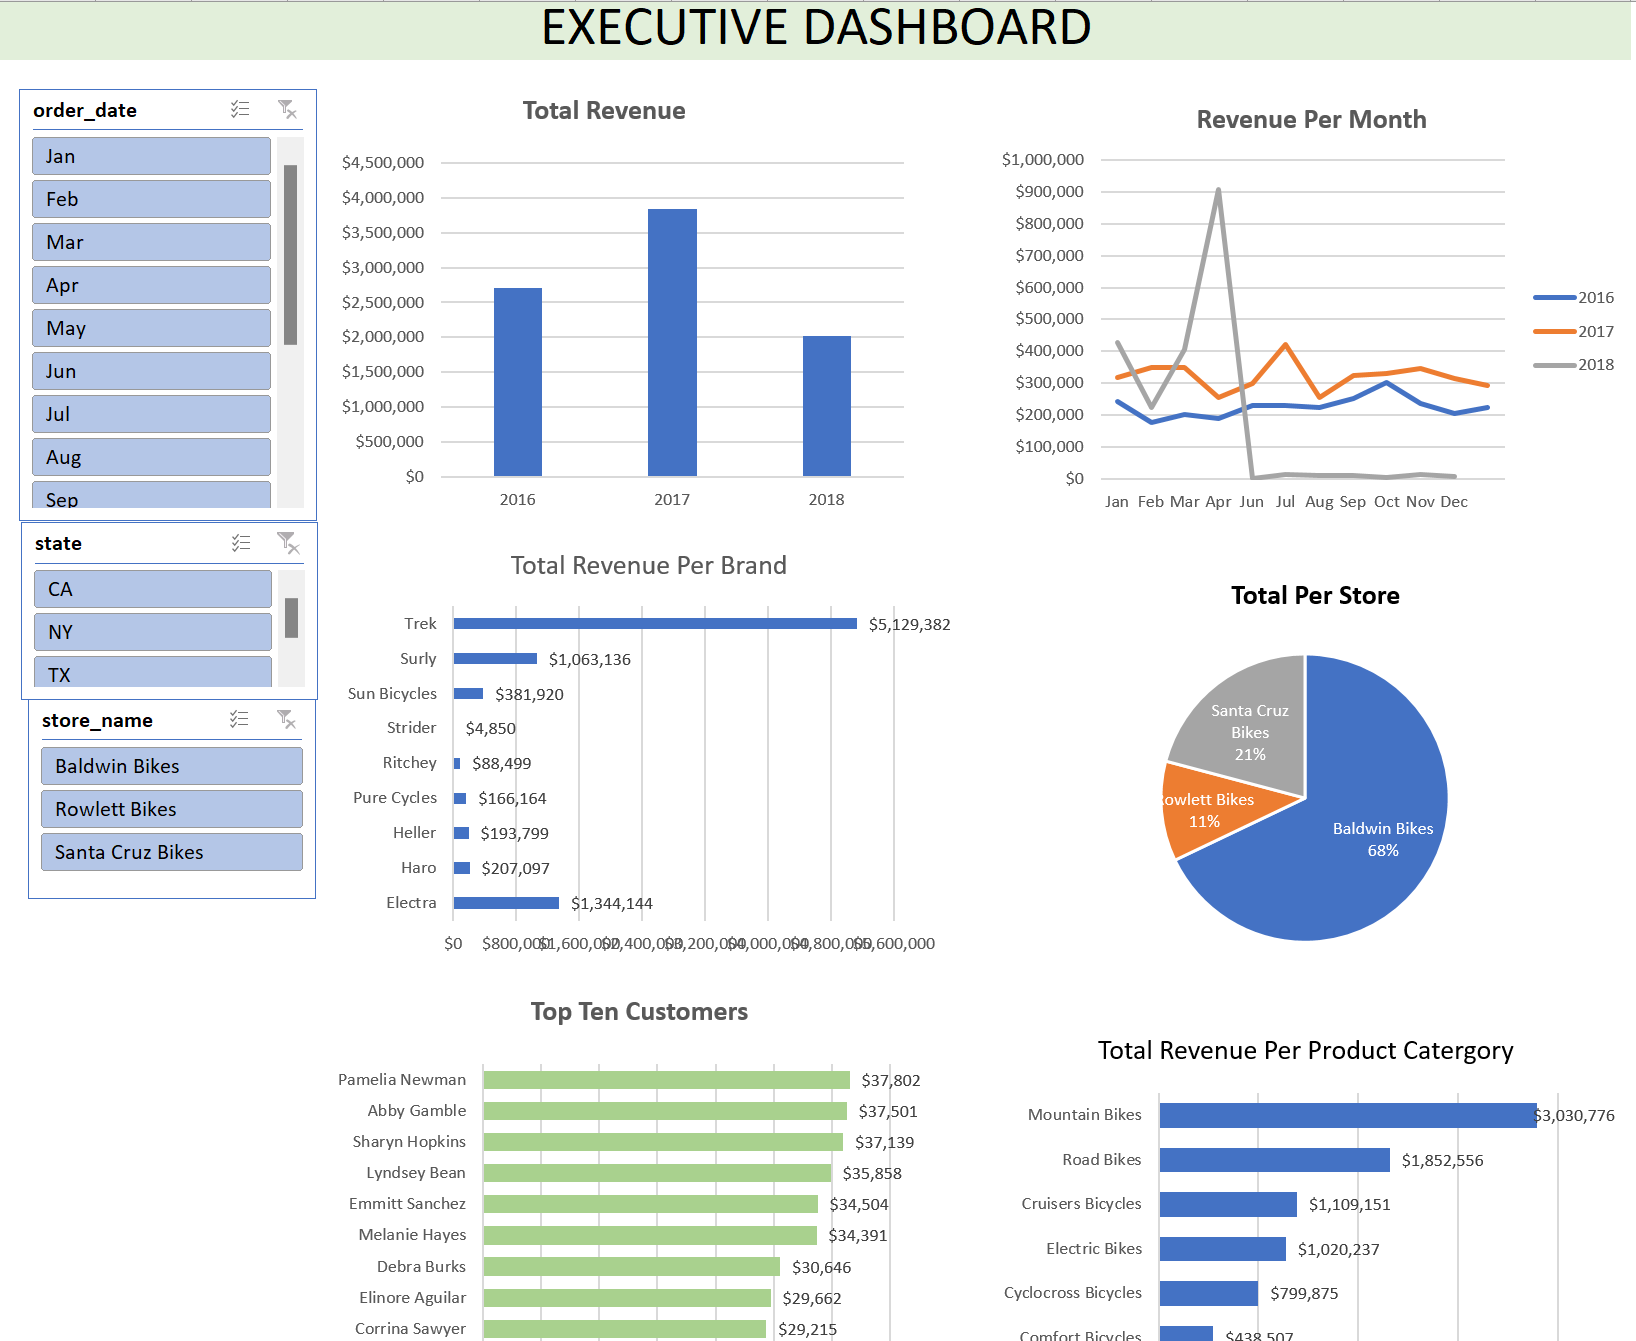 EXECUTIVE DASHBOARD
order_date
Jan
Feb
Mar
Apr
May
Jun
Jul
Aug
Sep
state
CA
NY
TX
store_name
Baldwin Bikes
Rowlett Bikes
Santa Cruz Bikes
Total Revenue
$4,500,000
$4,000,000
$3,500,000
$3,000,000
$2,500,000
$2,000,000
$1,500,000
$1,000,000
$500,000
$0
2016 2017 2018
Revenue Per Month
$1,000,000
$900,000
$800,000
$700,000
$600,000
$500,000
$400,000
$300,000
$200,000
$100,000
$0
Jan Feb Mar Apr Jun Jul Aug Sep Oct Nov Dec
2016
2017
2018
Total Revenue Per Brand
Trek $5,129,382
Surly $1,063,136
Sun Bicycles $381,920
Strider $4,850
Ritchey $88,499
Pure Cycles $166,164
Heller $193,799
Haro $207,097
Electra $1,344,144
$0 $800,000 $1,600,000 $2,400,000 $3,200,000 $4,000,000 $4,800,000 $5,600,000
Total Per Store
Santa Cruz
Bikes
21%
Rowlett Bikes
11%
Baldwin Bikes
68%
Top Ten Customers
Pamelia Newman $37,802
Abby Gamble $37,501
Sharyn Hopkins $37,139
Lyndsey Bean $35,858
Emmitt Sanchez $34,504
Melanie Hayes $34,391
Debra Burks $30,646
Elinore Aguilar $29,662
Corrina Sawyer $29,215
Total Revenue Per Product Catergory
Mountain Bikes $3,030,776
Road Bikes $1,852,556
Cruisers Bicycles $1,109,151
Electric Bikes $1,020,237
Cyclocross Bicycles $799,875
Comfort Bicycles $438,507